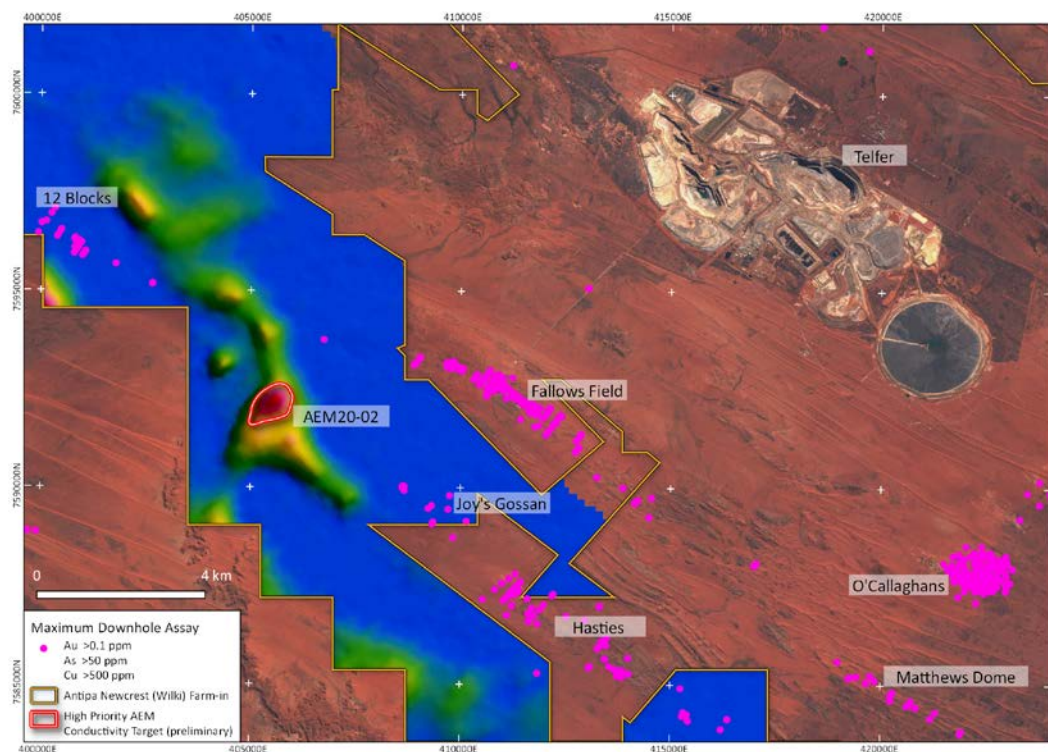 400000E
405000E
410000E
415000E
420000E
7600000N
7595000N
7590000N
7585000N
Telfer
12 Blocks
Fallows Field
AEM20-02
Joy's Gossan
O'Callaghans
Hasties
Matthews Dome
0 4 km
Maximum Downhole Assay
Au >0.1 ppm
As >50 ppm
Cu >500 ppm
Antipa Newcrest (Wilki) Farm-in
High Priority AEM
Conductivity Target (preliminary)
400000E
405000E
410000E
415000E
420000E